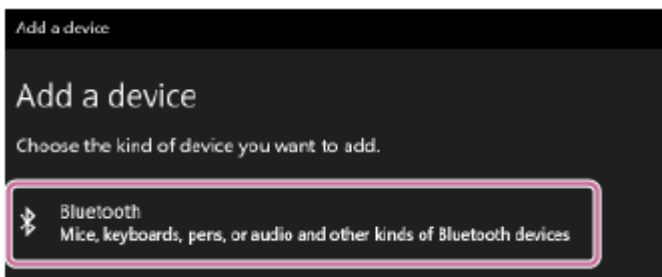 Add a device
Add a device
Choose the kind of device you want to add.
Bluetooth
Mice, keyboards, pens, or audio and other kinds of Bluetooth devices